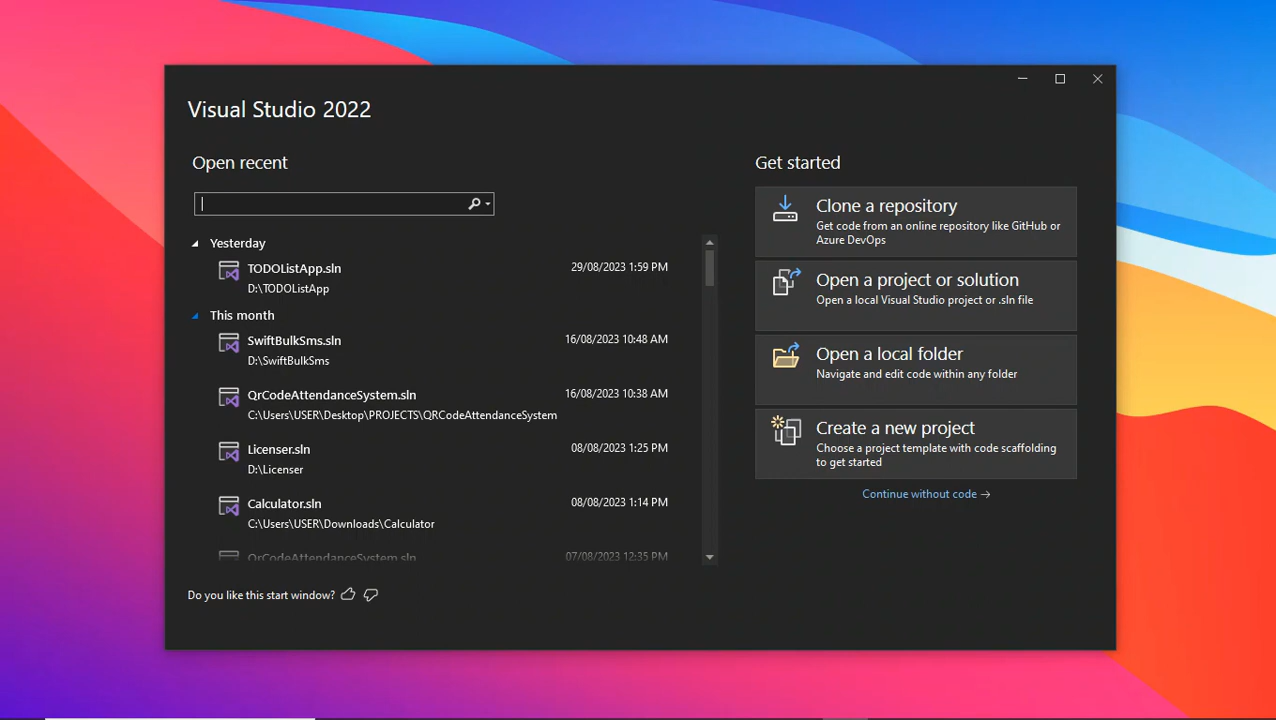 Visual Studio 2022
Open recent
Yesterday
TODOListApp.sln 29/08/2023 1:59 PM
D:\TODOListApp
This month
SwiftBulkSms.sln 16/08/2023 10:48 AM
D:\SwiftBulkSms
QrCodeAttendanceSystem.sln 16/08/2023 10:38 AM
C:\Users\USER\Desktop\PROJECTS\QRCodeAttendanceSystem
Licenser.sln 08/08/2023 1:25 PM
D:\Licenser
Calculator.sln 08/08/2023 1:14 PM
C:\Users\USER\Downloads\Calculator
QrCodeAttendanceSystem.sln 07/08/2023 12:35 PM
Do you like this start window?
Get started
Clone a repository
Get code from an online repository like GitHub or
Azure DevOps
Open a project or solution
Open a local Visual Studio project or .sln file
Open a local folder
Navigate and edit code within any folder
Create a new project
Choose a project template with code scaffolding
to get started
Continue without code →